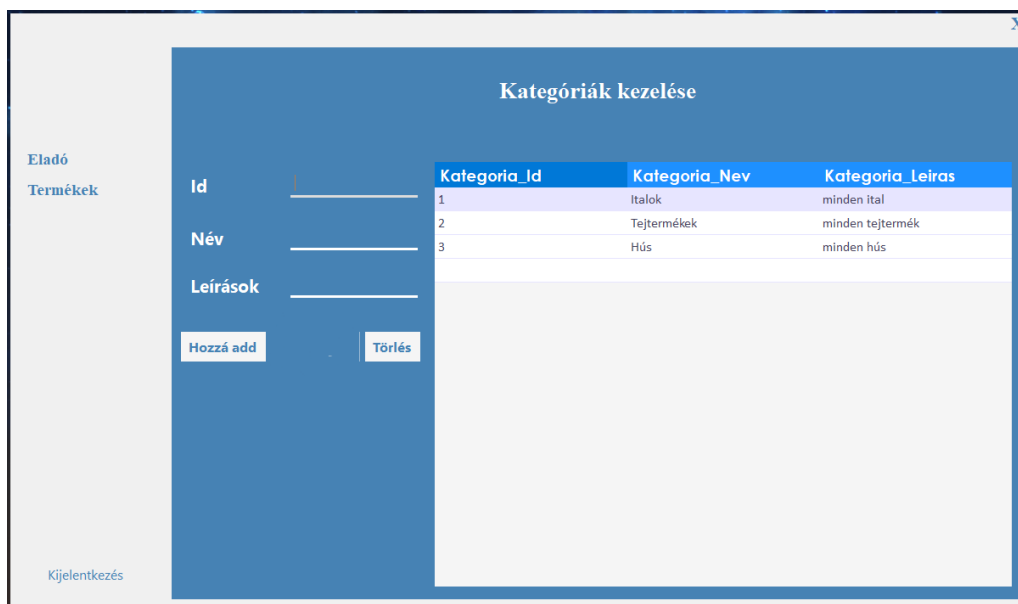 X
Kategóriák kezelése
Eladó
Termékek
Id
Név
Leírások
Hozzá add Törlés
Kategoria_Id Kategoria_Nev Kategoria_Leiras
1 Italok minden ital
2 Tejtermékek minden tejtermék
3 Hús minden hús
Kijelentkezés